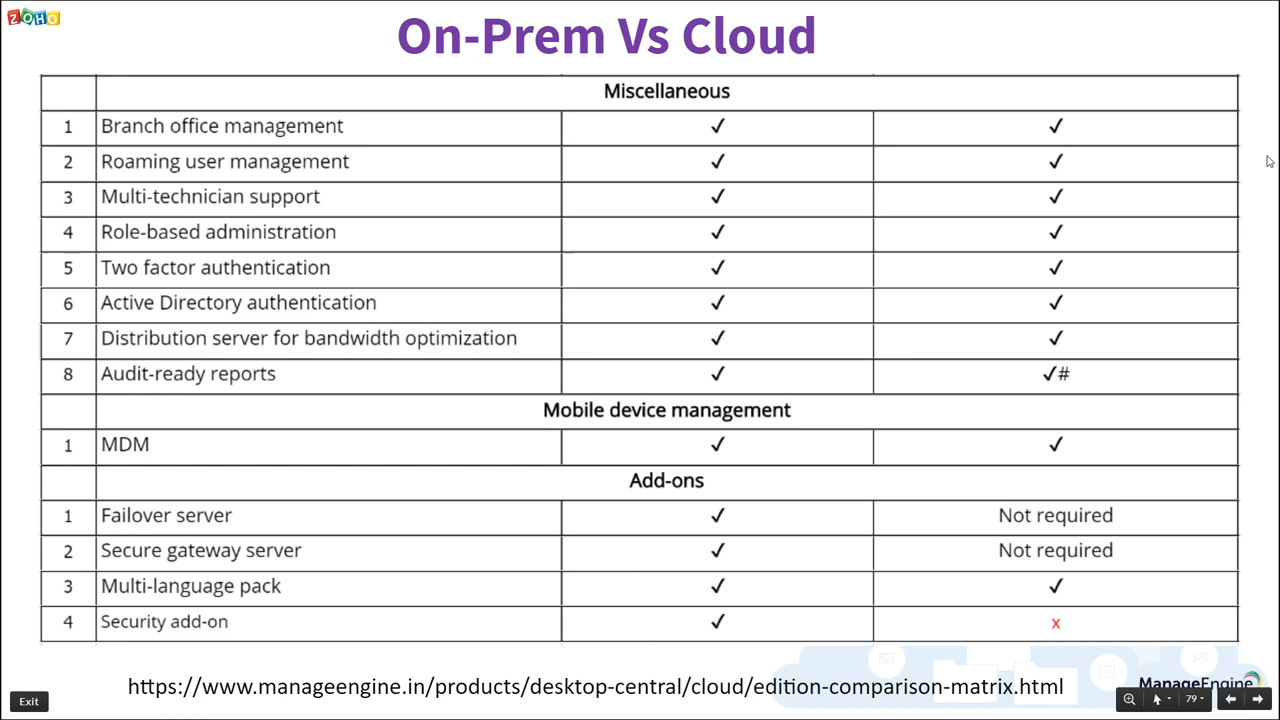 ZOHO
On-Prem Vs Cloud
Miscellaneous
1 Branch office management ✓ ✓
2 Roaming user management ✓ ✓
3 Multi-technician support ✓ ✓
4 Role-based administration ✓ ✓
5 Two factor authentication ✓ ✓
6 Active Directory authentication ✓ ✓
7 Distribution server for bandwidth optimization ✓ ✓
8 Audit-ready reports ✓ ✓#
Mobile device management
1 MDM ✓ ✓
Add-ons
1 Failover server ✓ Not required
2 Secure gateway server ✓ Not required
3 Multi-language pack ✓ ✓
4 Security add-on ✓ x
https://www.manageengine.in/products/desktop-central/cloud/edition-comparison-matrix.html
ManageEngine
Exit
79